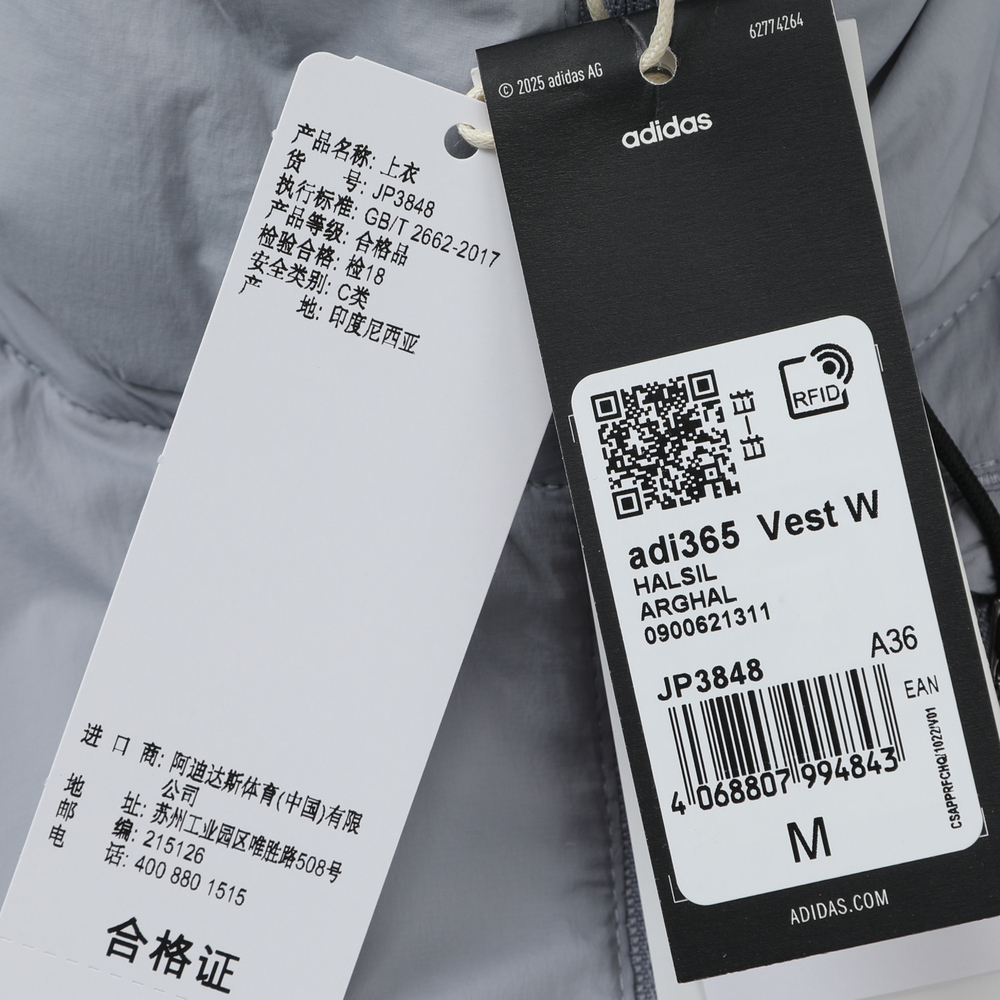 产品名称: 上衣
货 号: JP3848
执行标准: GB/T 2662-2017
产品等级: 合格品
检验合格: 检18
安全类别: C类
产 地: 印度尼西亚
进 口 商: 阿迪达斯体育(中国)有限
公司
地 址: 苏州工业园区唯胜路508号
邮 编: 215126
电 话: 400 880 1515
合格证
62774264
© 2025 adidas AG
adidas
RFID
adi365 Vest W
HALSIL
ARGHAL
0900621311
A36
JP3848
EAN
4 068807 994843
CSAPPRFCHQ/1022/V01
M
ADIDAS.COM